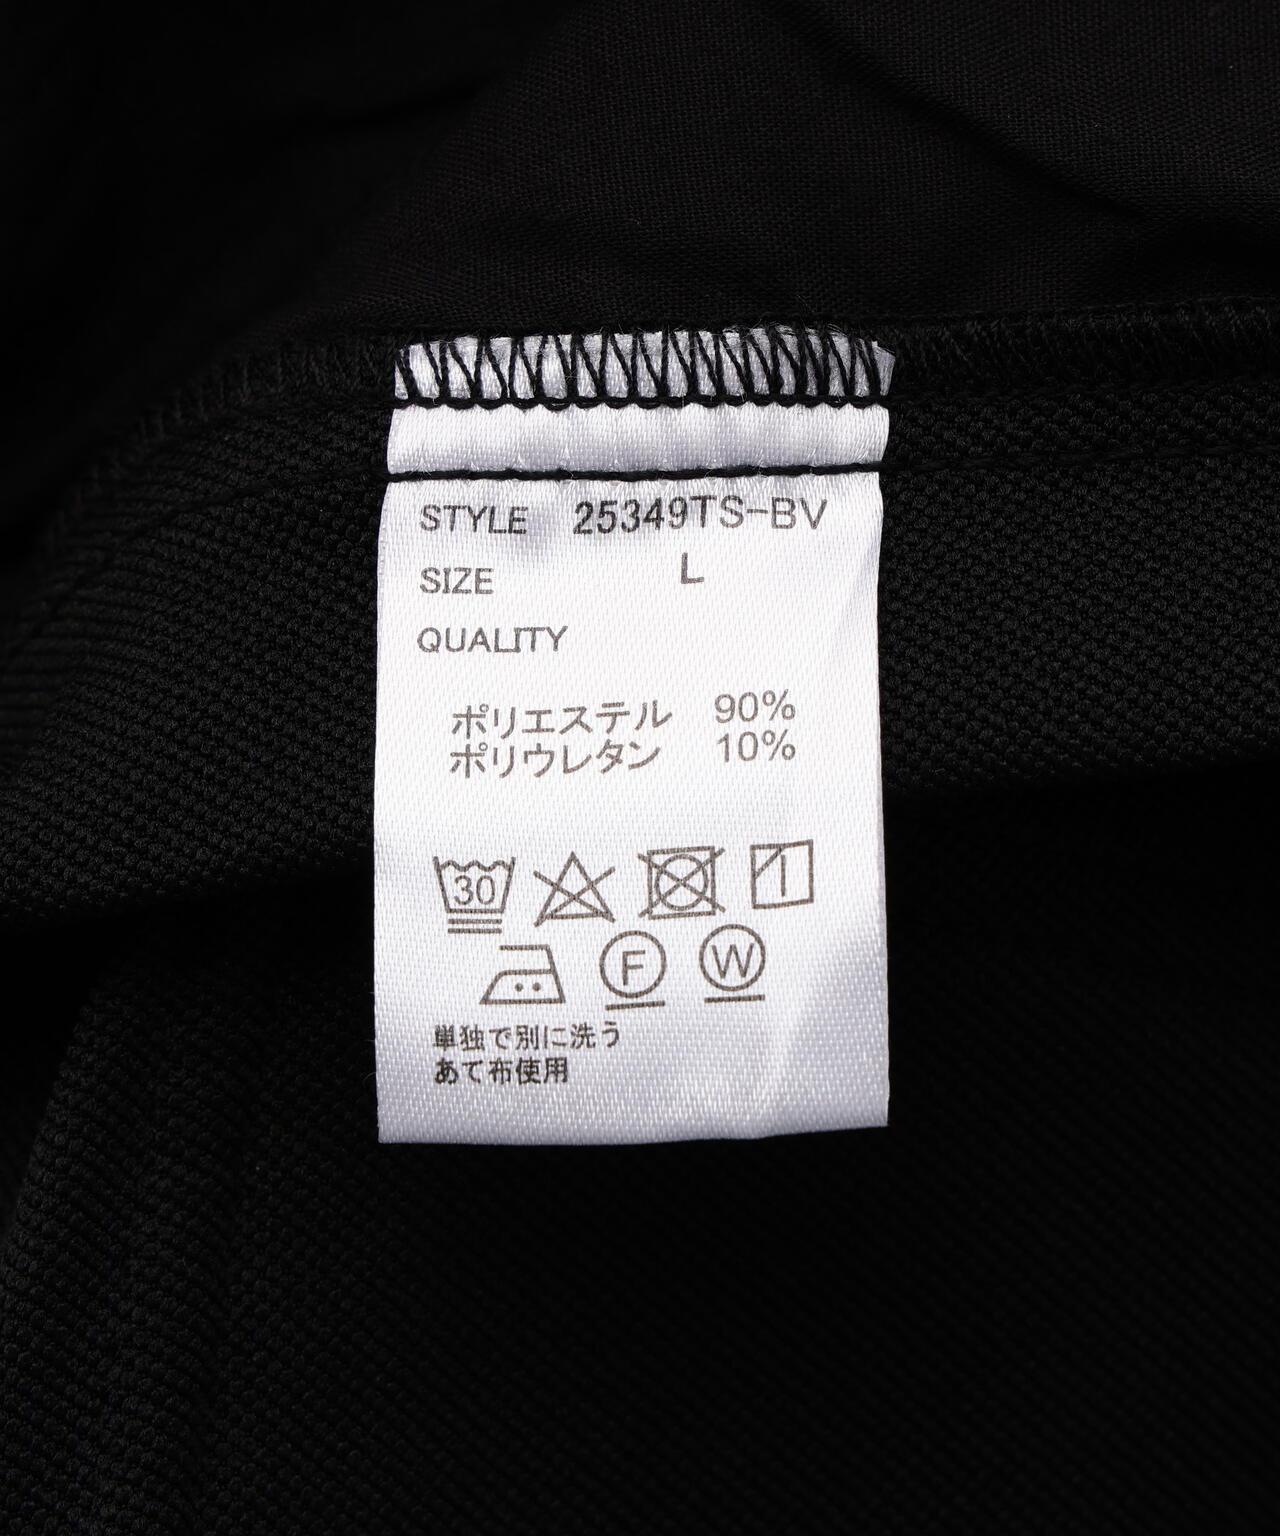 STYLE 25349TS-BV
SIZE L
QUALITY
ポリエステル 90%
ポリウレタン 10%
30
F W
単独で別に洗う
あて布使用